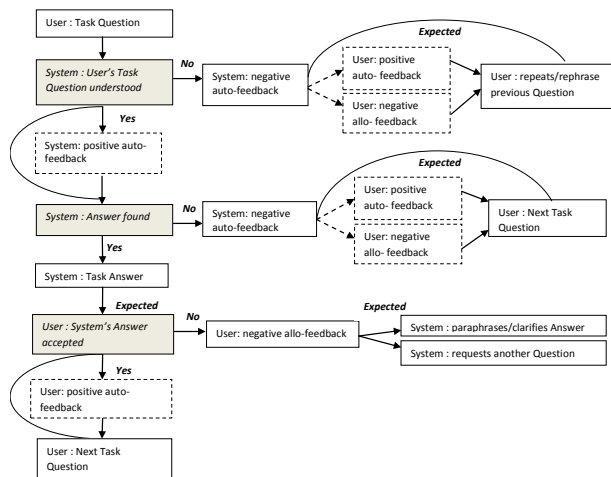 User : Task Question
Expected
System : User's Task
Question understood
No
System: negative
auto-feedback
User: positive
auto- feedback
User: negative
allo- feedback
User : repeats/rephrase
previous Question
Yes
System: positive auto-
feedback
Expected
System : Answer found
No
System: negative
auto-feedback
User: positive
auto- feedback
User: negative
allo- feedback
User : Next Task
Question
Yes
System : Task Answer
Expected
User : System's Answer
accepted
No
User: negative allo-feedback
Expected
System : paraphrases/clarifies Answer
System : requests another Question
Yes
User: positive auto-
feedback
User : Next Task
Question